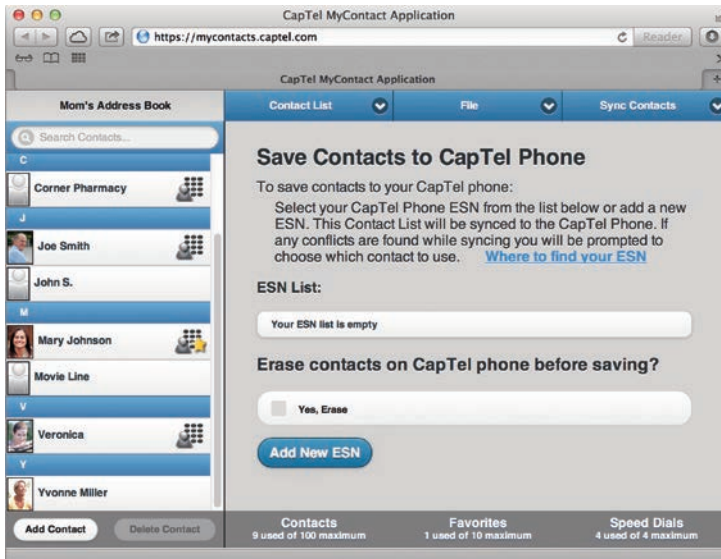 CapTel MyContact Application
https://mycontacts.captel.com
Reader
CapTel MyContact Application
Mom's Address Book
Contact List
File
Sync Contacts
Search Contacts...
C
Corner Pharmacy
J
Joe Smith
John S.
M
Mary Johnson
Movie Line
V
Veronica
Y
Yvonne Miller
Add Contact
Delete Contact
Save Contacts to CapTel Phone
To save contacts to your CapTel phone:
Select your CapTel Phone ESN from the list below or add a new
ESN. This Contact List will be synced to the CapTel Phone. If
any conflicts are found while syncing you will be prompted to
choose which contact to use. Where to find your ESN
ESN List:
Your ESN list is empty
Erase contacts on CapTel phone before saving?
Yes, Erase
Add New ESN
Contacts
9 used of 100 maximum
Favorites
1 used of 10 maximum
Speed Dials
4 used of 4 maximum